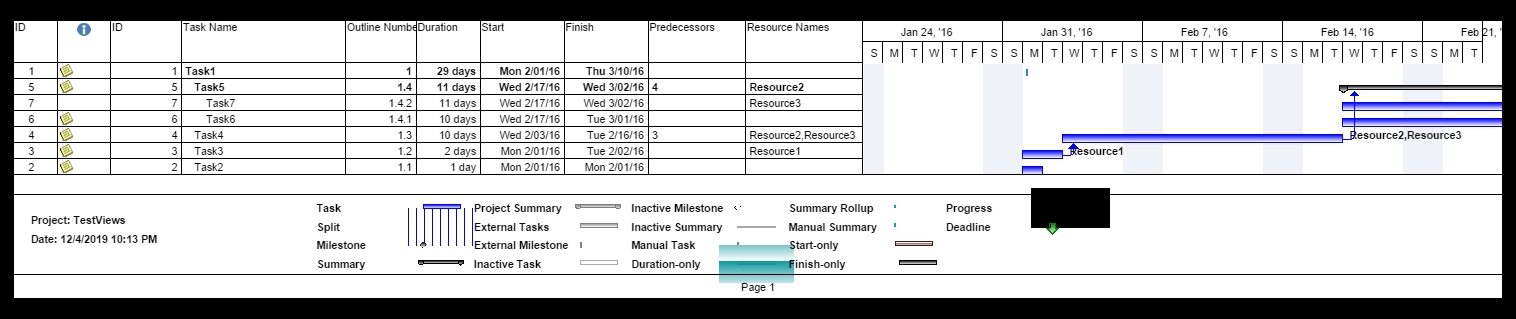 ID ID Task Name Outline Numbe Duration Start Finish Predecessors Resource Names
Jan 24, '16 Jan 31, '16 Feb 7, '16 Feb 14, '16 Feb 21, '
S M T W T F S S M T W T F S S M T W T F S S M T W T F S S M T
1 1 Task1 1 29 days Mon 2/01/16 Thu 3/10/16
5 5 Task5 1.4 11 days Wed 2/17/16 Wed 3/02/16 4 Resource2
7 7 Task7 1.4.2 11 days Wed 2/17/16 Wed 3/02/16 Resource3
6 6 Task6 1.4.1 10 days Wed 2/17/16 Tue 3/01/16
4 4 Task4 1.3 10 days Wed 2/03/16 Tue 2/16/16 3 Resource2,Resource3 Resource2,Resource3
3 3 Task3 1.2 2 days Mon 2/01/16 Tue 2/02/16 Resource1 Resource1
2 2 Task2 1.1 1 day Mon 2/01/16 Mon 2/01/16
Project: TestViews
Date: 12/4/2019 10:13 PM
Task Project Summary Inactive Milestone Summary Rollup Progress
Split External Tasks Inactive Summary Manual Summary Deadline
Milestone External Milestone Manual Task Start-only
Summary Inactive Task Duration-only Finish-only
Page 1